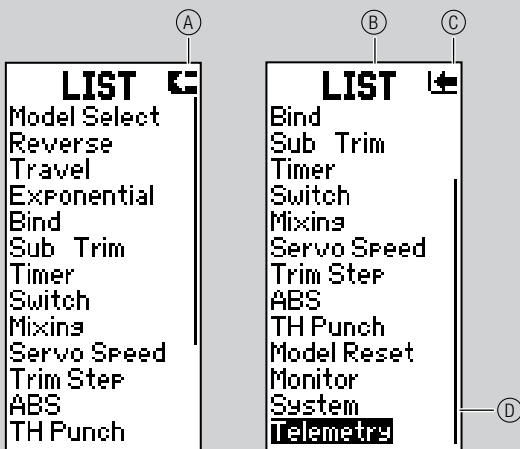 A
B
C
LIST
Model Select
Reverse
Travel
Exponential
Bind
Sub Trim
Timer
Switch
Mixing
Servo Speed
Trim Step
ABS
TH Punch
LIST
Bind
Sub Trim
Timer
Switch
Mixing
Servo Speed
Trim Step
ABS
TH Punch
Model Reset
Monitor
System
Telemetry
D